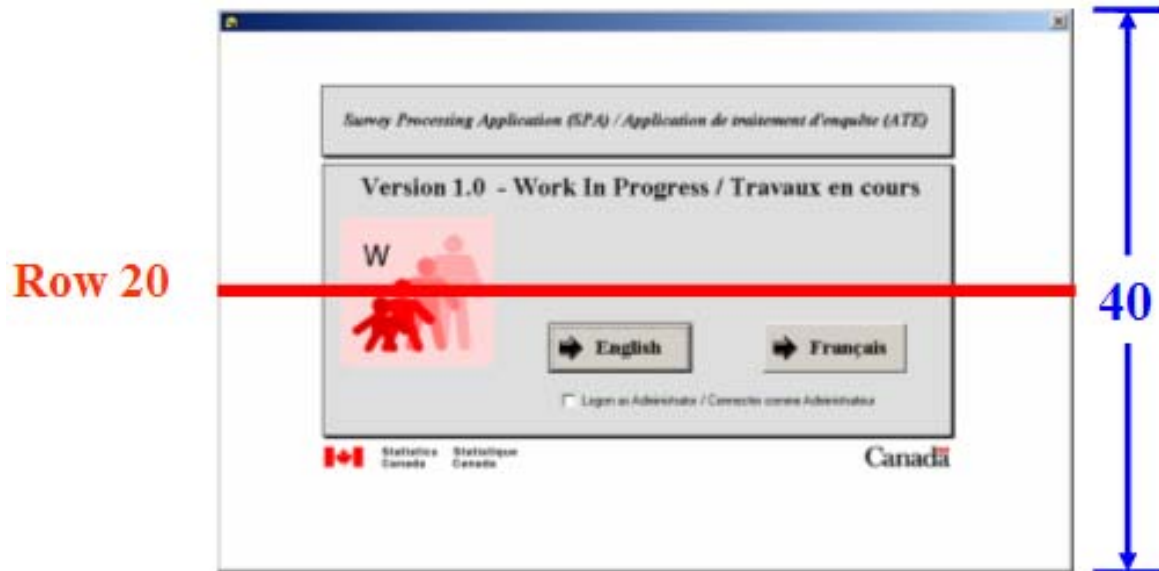 Survey Processing Application (SPA) / Application de traitement d'enquête (ATE)
Version 1.0 - Work In Progress / Travaux en cours
W
Row 20
40
English Français
Logon as Administrator / Connecter comme Administrateur
Statistics Statistique
Canada Canada
Canada